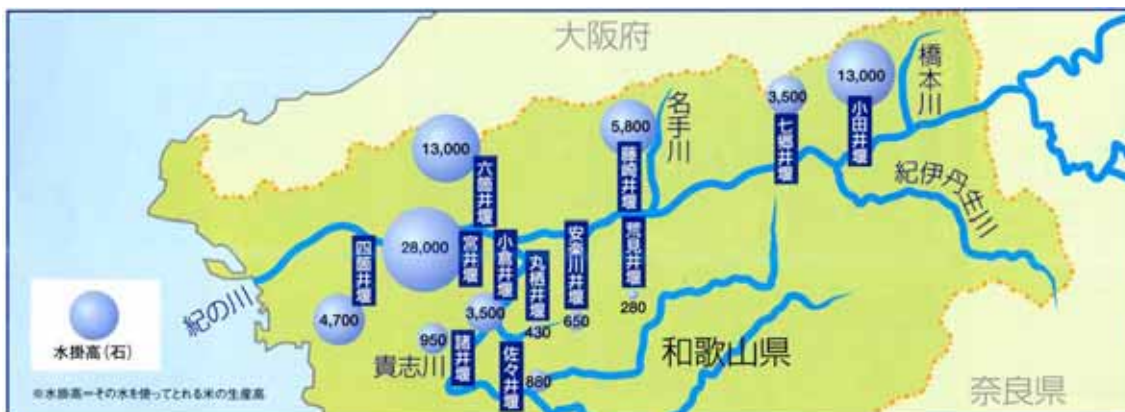 大阪府
橋本川
13,000
小田井堰
3,500
七郷井堰
名手川
5,800
藤崎井堰
13,000
六箇井堰
紀伊丹生川
28,000
宮井堰
小倉井堰
丸栖井堰
安楽川井堰
荒見井堰
四箇井堰
紀の川
4,700
3,500
430
650
280
950
諸井堰
佐々井堰
880
貴志川
和歌山県
奈良県
水掛高(石)
※水掛高=その水を使ってとれる米の生産高